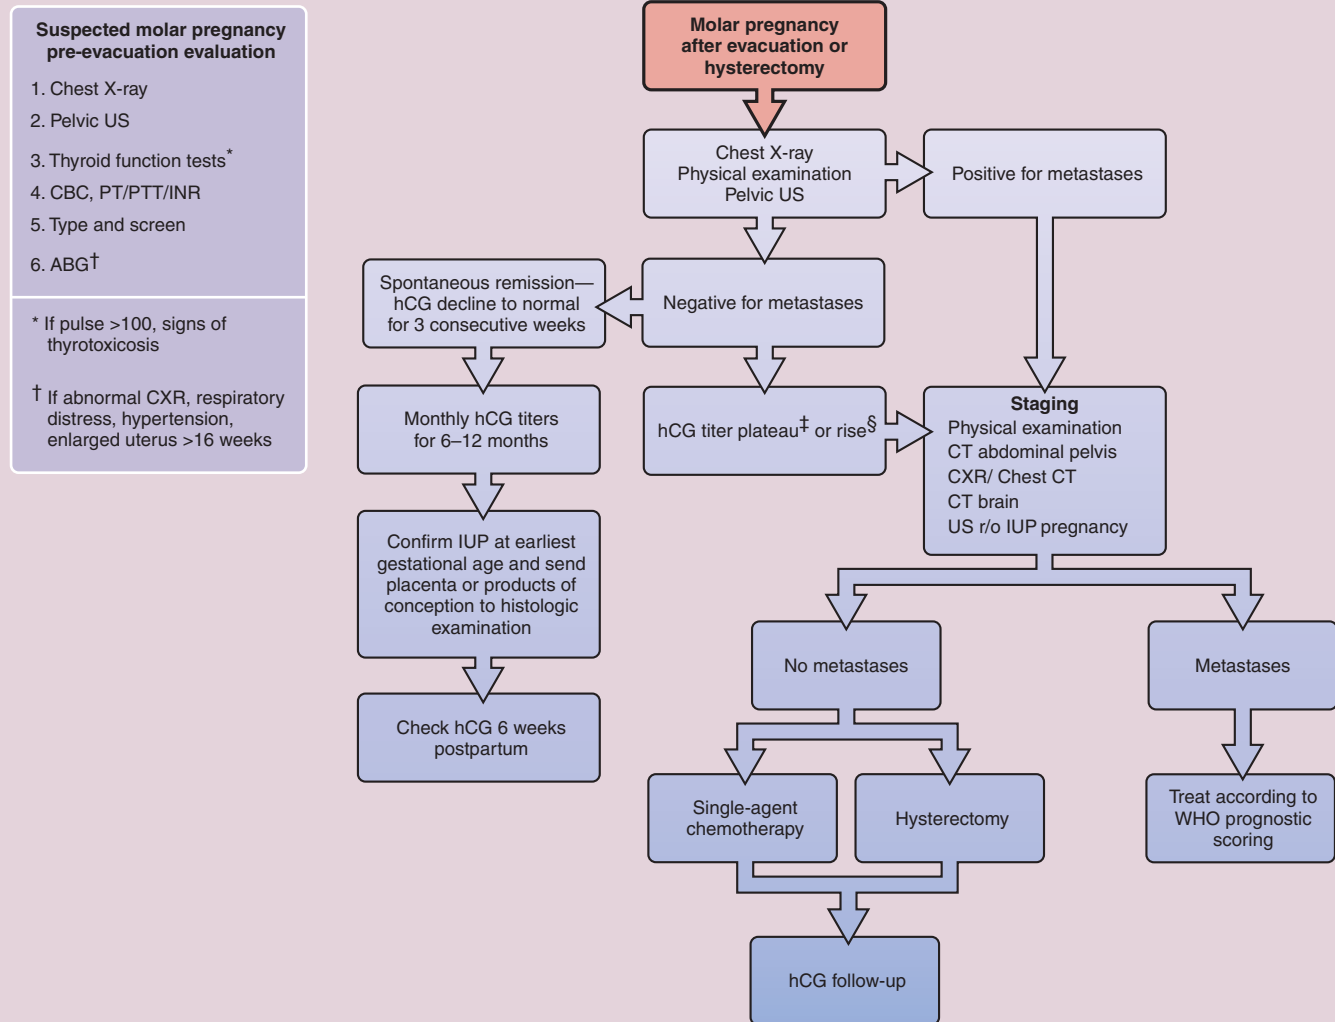 Suspected molar pregnancy
pre-evacuation evaluation
1. Chest X-ray
2. Pelvic US
3. Thyroid function tests*
4. CBC, PT/PTT/INR
5. Type and screen
6. ABG†
* If pulse >100, signs of
thyrotoxicosis
† If abnormal CXR, respiratory
distress, hypertension,
enlarged uterus >16 weeks
Molar pregnancy
after evacuation or
hysterectomy
Chest X-ray
Physical examination
Pelvic US
Positive for metastases
Spontaneous remission—
hCG decline to normal
for 3 consecutive weeks
Negative for metastases
Monthly hCG titers
for 6–12 months
hCG titer plateau‡ or rise§
Staging
Physical examination
CT abdominal pelvis
CXR/ Chest CT
CT brain
US r/o IUP pregnancy
Confirm IUP at earliest
gestational age and send
placenta or products of
conception to histologic
examination
No metastases
Metastases
Check hCG 6 weeks
postpartum
Single-agent
chemotherapy
Hysterectomy
Treat according to
WHO prognostic
scoring
hCG follow-up